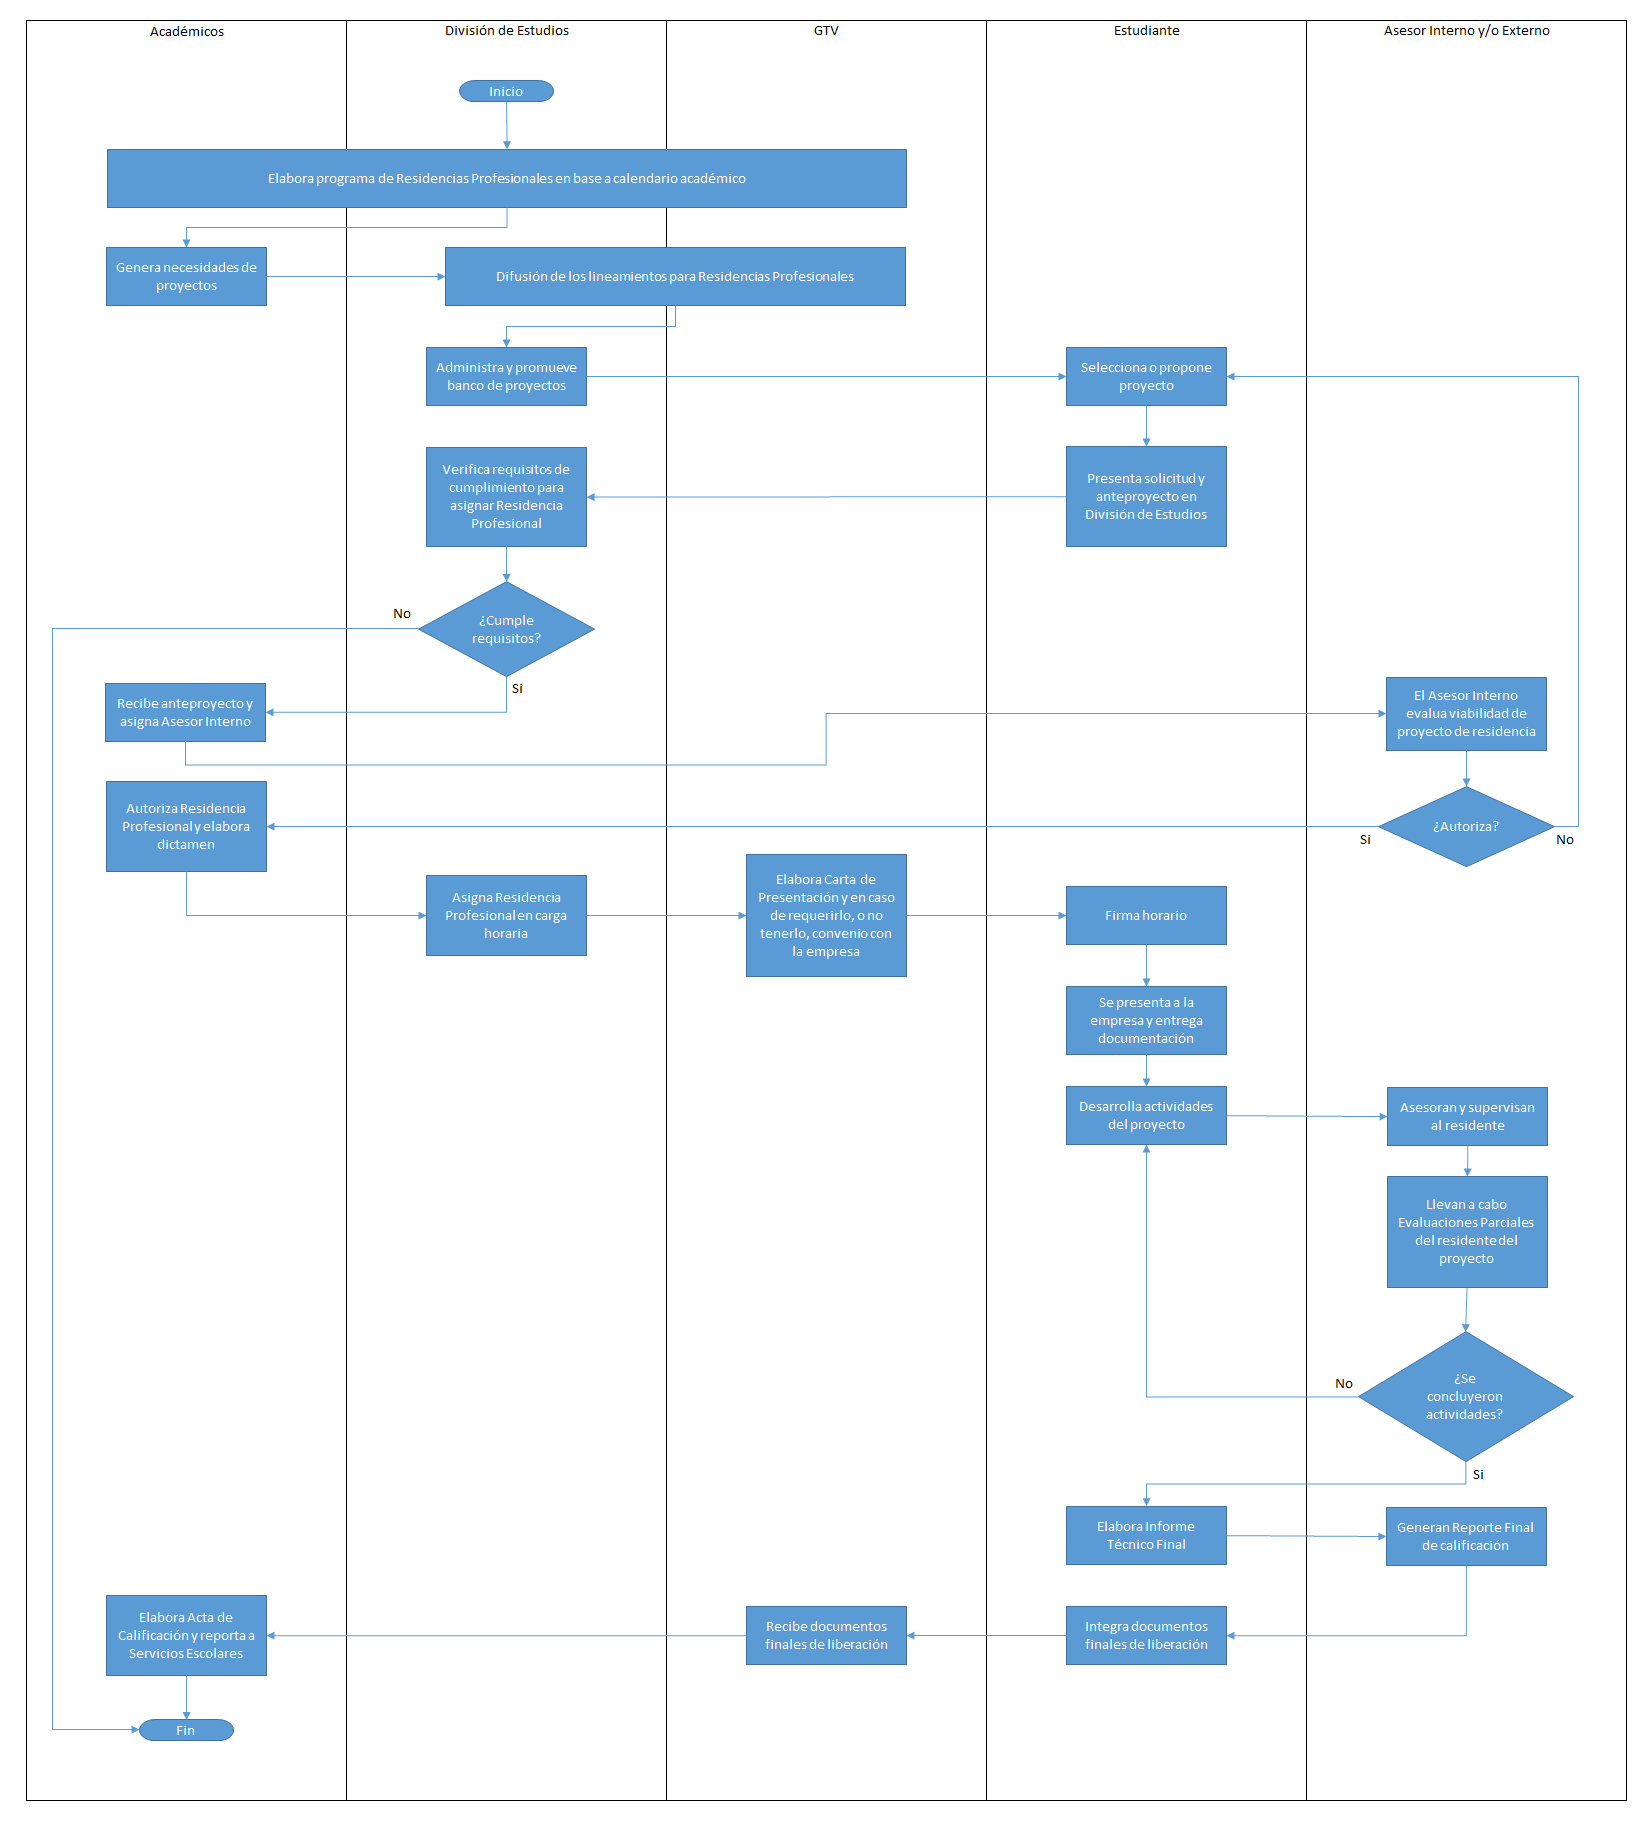 Académicos
División de Estudios
GTV
Estudiante
Asesor Interno y/o Externo
Inicio
Elabora programa de Residencias Profesionales en base a calendario académico
Genera necesidades de
proyectos
Difusión de los lineamientos para Residencias Profesionales
Administra y promueve
banco de proyectos
Selecciona o propone
proyecto
Verifica requisitos de
cumplimiento para
asignar Residencia
Profesional
Presenta solicitud y
anteproyecto en
División de Estudios
No
¿Cumple
requisitos?
Si
Recibe anteproyecto y
asigna Asesor Interno
El Asesor Interno
evalua viabilidad de
proyecto de residencia
Autoriza Residencia
Profesional y elabora
dictamen
¿Autoriza?
Si
No
Asigna Residencia
Profesional en carga
horaria
Elabora Carta de
Presentación y en caso
de requerirlo, o no
tenerlo, convenio con
la empresa
Firma horario
Se presenta a la
empresa y entrega
documentación
Desarrolla actividades
del proyecto
Asesoran y supervisan
al residente
Llevan a cabo
Evaluaciones Parciales
del residente del
proyecto
No
¿Se
concluyeron
actividades?
Si
Elabora Informe
Técnico Final
Generan Reporte Final
de calificación
Elabora Acta de
Calificación y reporta a
Servicios Escolares
Recibe documentos
finales de liberación
Integra documentos
finales de liberación
Fin